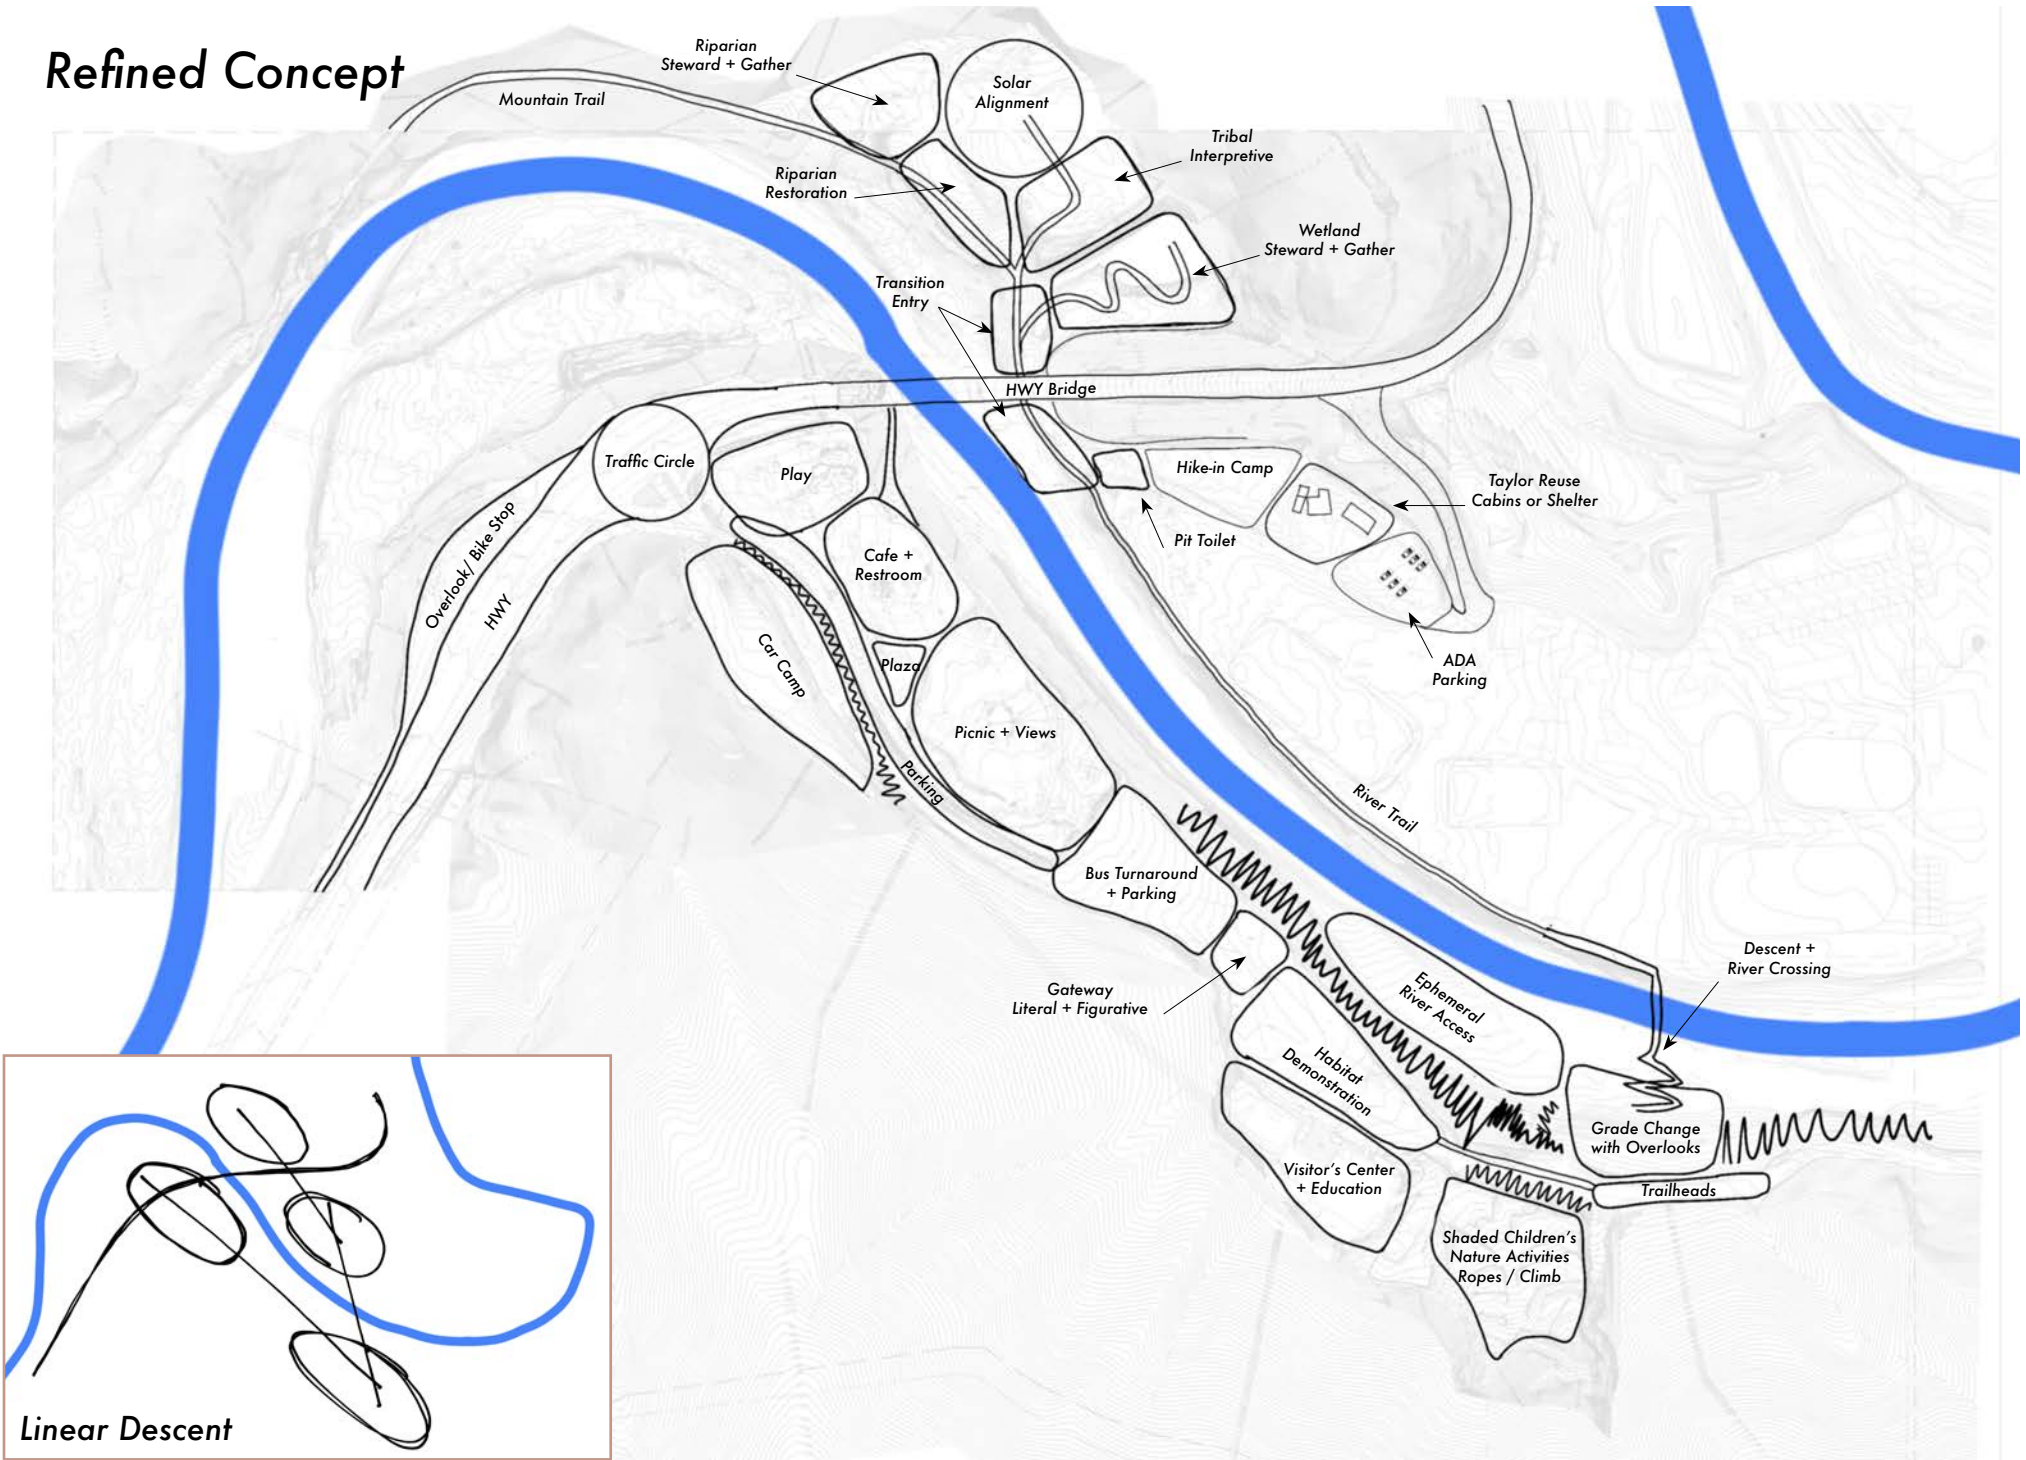 Refined Concept
Mountain Trail
Riparian
Steward + Gather
Solar
Alignment
Riparian
Restoration
Tribal
Interpretive
Wetland
Steward + Gather
Transition
Entry
HWY Bridge
Traffic Circle
Play
Overlook/ Bike Stop
HWY
Cafe +
Restroom
Hike-in Camp
Pit Toilet
Taylor Reuse
Cabins or Shelter
ADA
Parking
Car Camp
Plaza
Picnic + Views
Parking
River Trail
Bus Turnaround
+ Parking
Gateway
Literal + Figurative
Ephemeral
River Access
Descent +
River Crossing
Habitat
Demonstration
Grade Change
with Overlooks
Visitor's Center
+ Education
Trailheads
Shaded Children's
Nature Activities
Ropes / Climb
Linear Descent